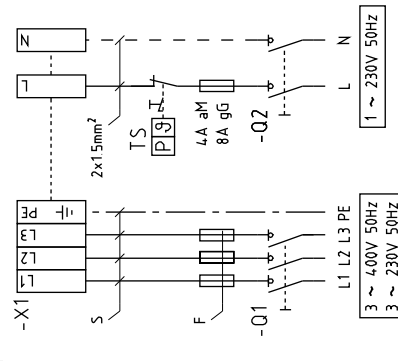 N
L
2x1.5mm²
TS
P ϑ
4A aM
8A gG
-Q2
N
L
1 ~ 230V 50Hz
-X1
PE
L3
L2
L1
S
F
-Q1
L1 L2 L3 PE
3 ~ 400V 50Hz
3 ~ 230V 50Hz